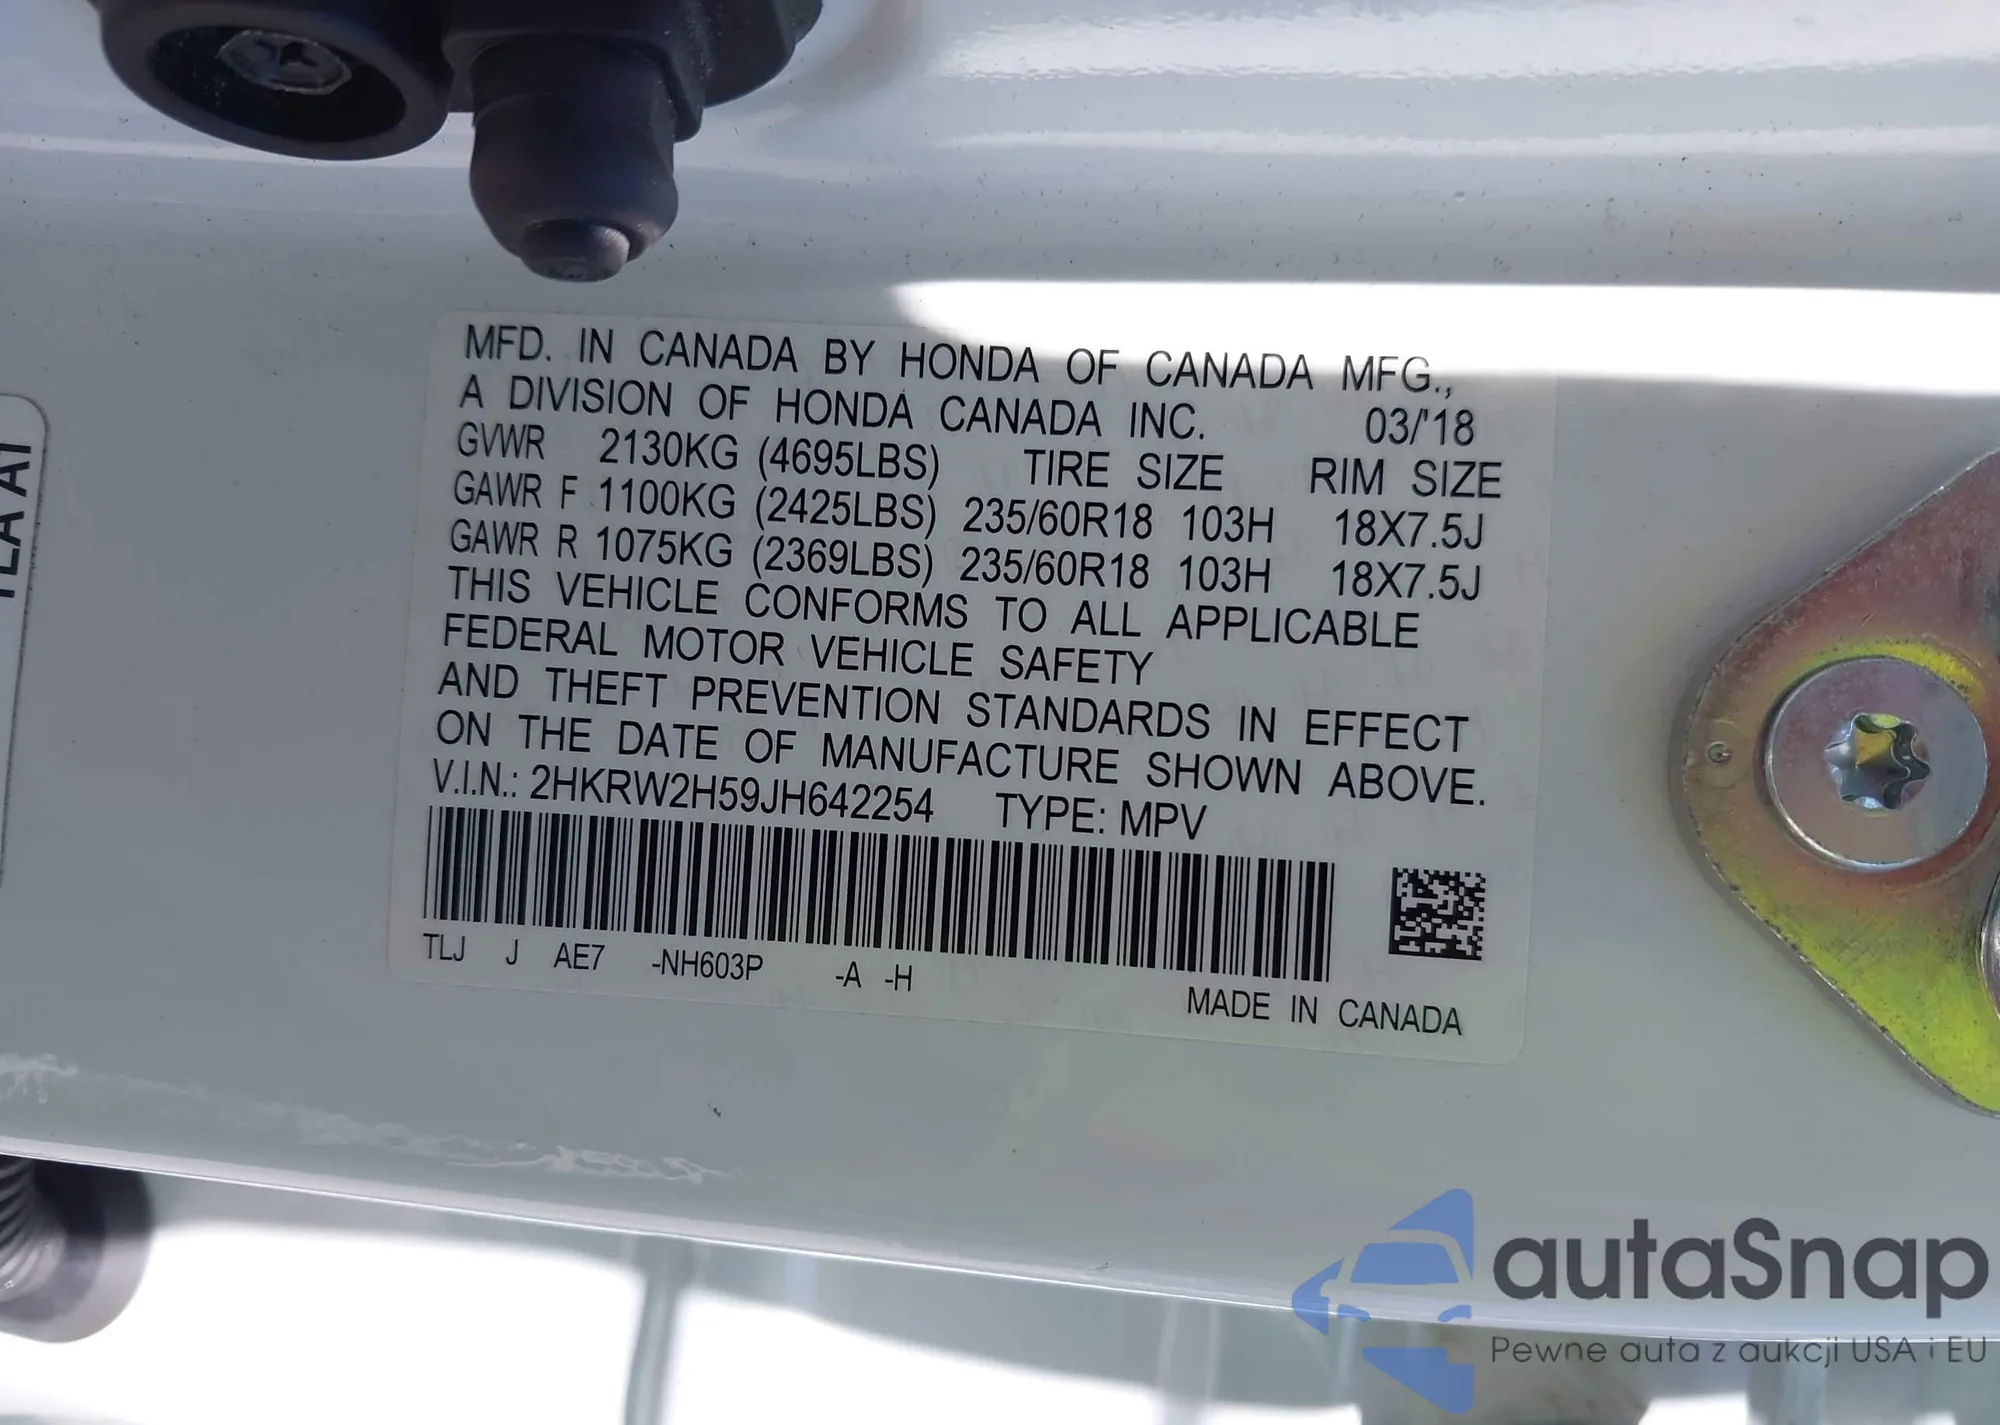 MFD. IN CANADA BY HONDA OF CANADA MFG.,
A DIVISION OF HONDA CANADA INC. 03/'18
GVWR 2130KG (4695LBS) TIRE SIZE RIM SIZE
GAWR F 1100KG (2425LBS) 235/60R18 103H 18X7.5J
GAWR R 1075KG (2369LBS) 235/60R18 103H 18X7.5J
THIS VEHICLE CONFORMS TO ALL APPLICABLE
FEDERAL MOTOR VEHICLE SAFETY
AND THEFT PREVENTION STANDARDS IN EFFECT
ON THE DATE OF MANUFACTURE SHOWN ABOVE.
V.I.N.: 2HKRW2H59JH642254 TYPE: MPV
TLJ J AE7 -NH603P -A -H
MADE IN CANADA
TLA A1
autaSnap
Pewne auta z aukcji USA i EU